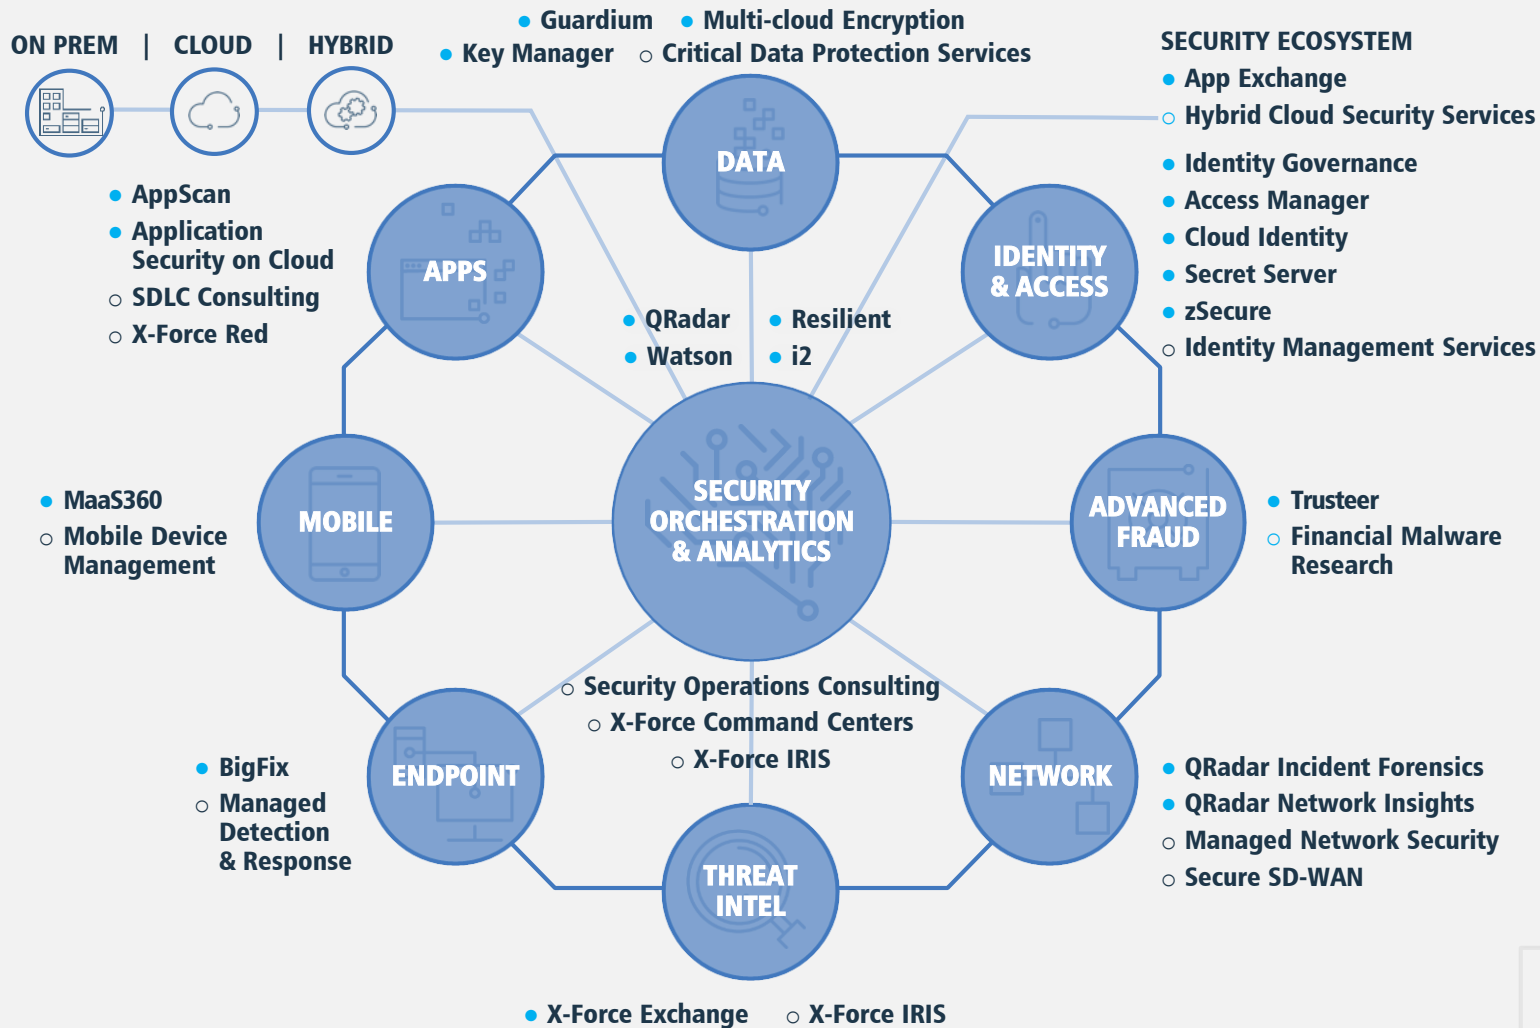 ON PREM | CLOUD | HYBRID
Guardium
Multi-cloud Encryption
Key Manager
Critical Data Protection Services
SECURITY ECOSYSTEM
App Exchange
Hybrid Cloud Security Services
DATA
AppScan
Application
Security on Cloud
SDLC Consulting
X-Force Red
APPS
IDENTITY
& ACCESS
Identity Governance
Access Manager
Cloud Identity
Secret Server
zSecure
Identity Management Services
QRadar
Resilient
Watson
i2
MaaS360
Mobile Device
Management
MOBILE
SECURITY
ORCHESTRATION
& ANALYTICS
ADVANCED
FRAUD
Trusteer
Financial Malware
Research
Security Operations Consulting
X-Force Command Centers
X-Force IRIS
BigFix
Managed
Detection
& Response
ENDPOINT
NETWORK
QRadar Incident Forensics
QRadar Network Insights
Managed Network Security
Secure SD-WAN
THREAT
INTEL
X-Force Exchange
X-Force IRIS